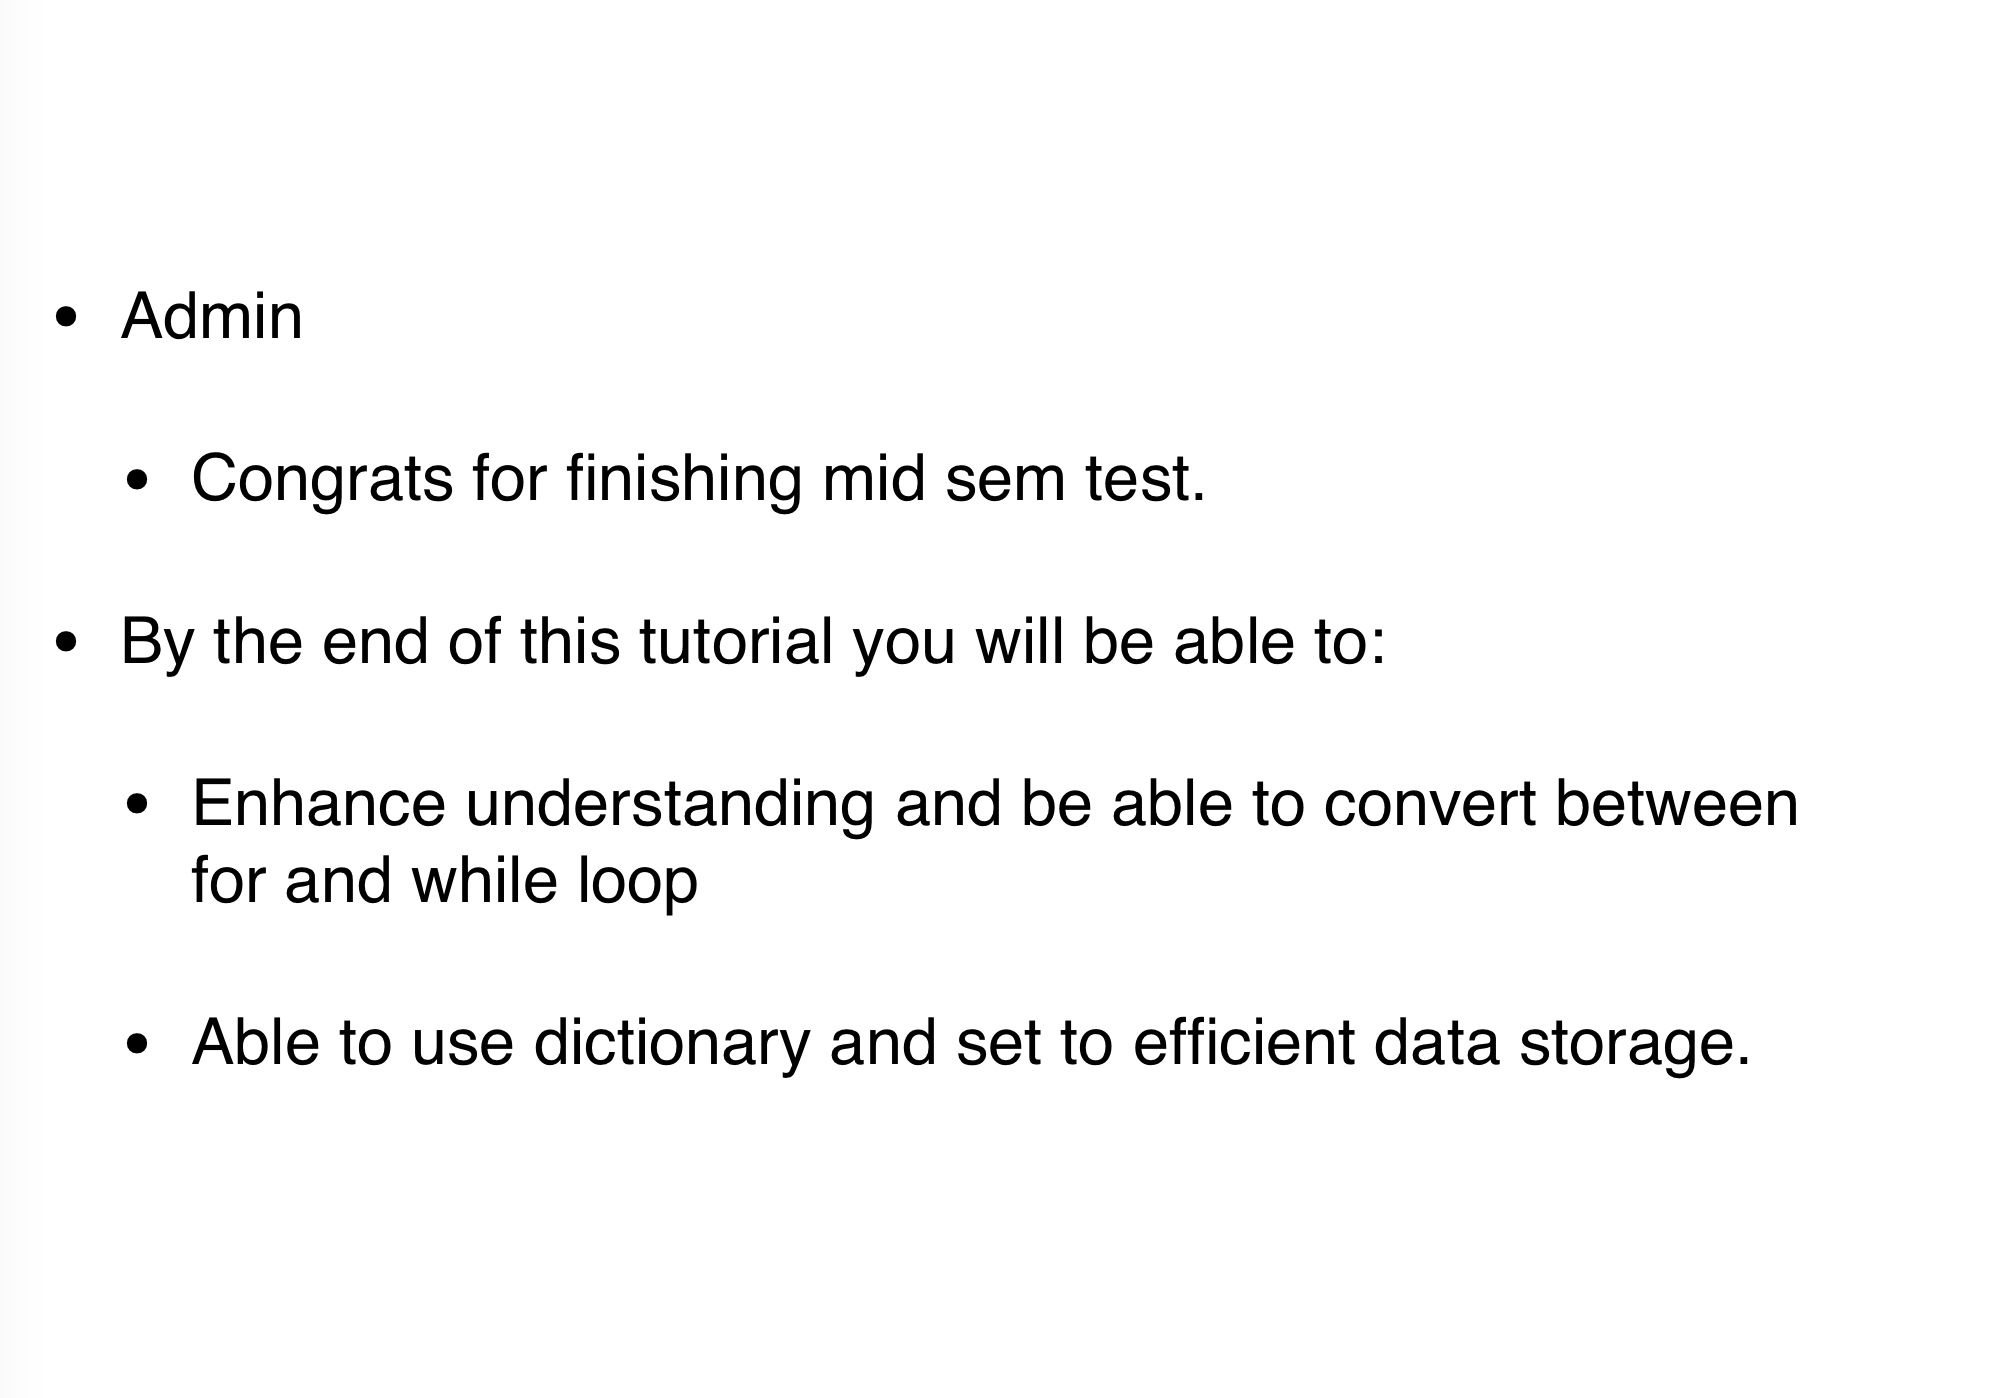 • Admin
• Congrats for finishing mid sem test.
• By the end of this tutorial you will be able to:
• Enhance understanding and be able to convert between
for and while loop
• Able to use dictionary and set to efficient data storage.